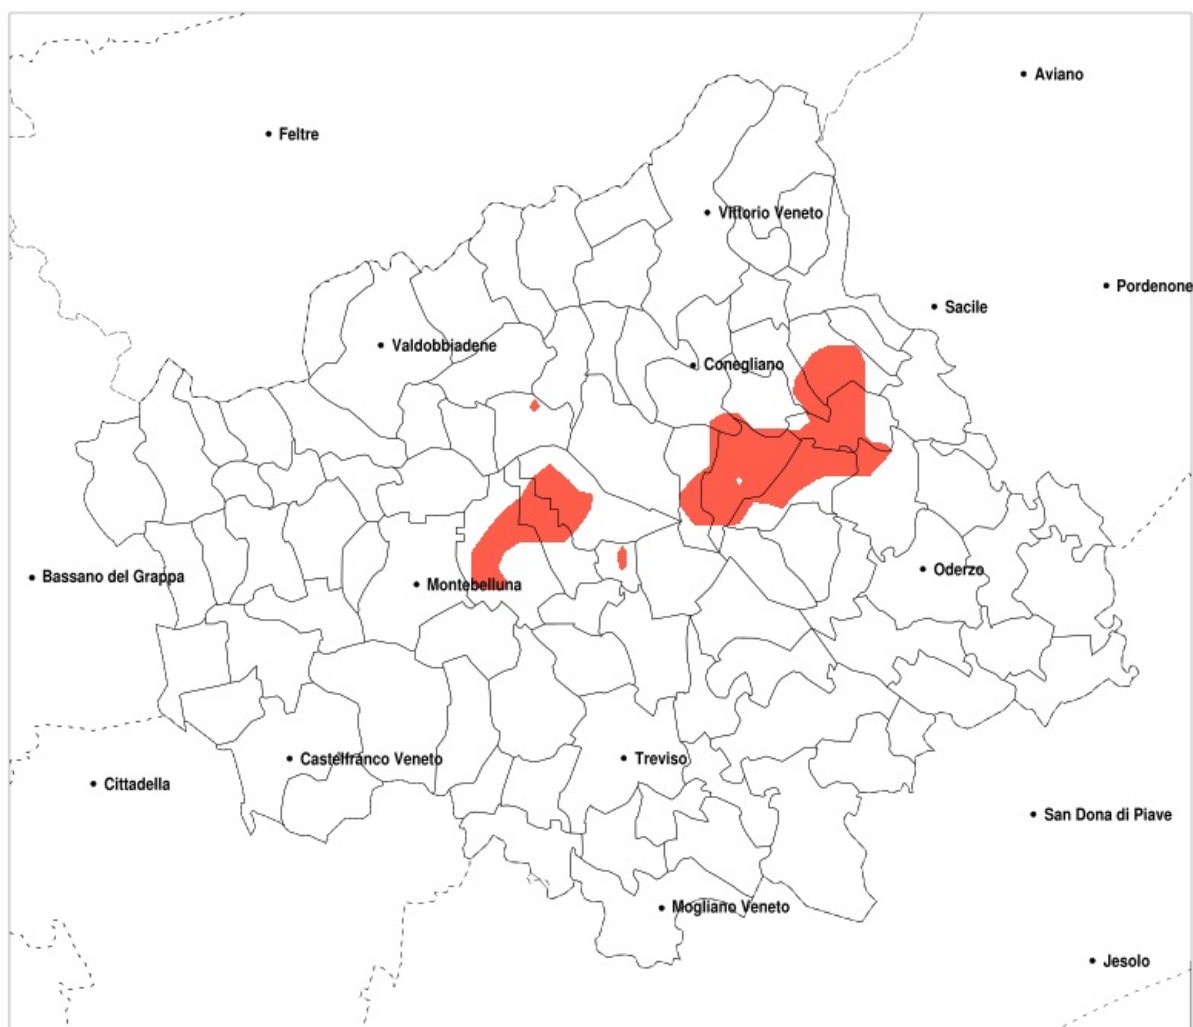 Aviano
Feltre
Vittorio Veneto
Pordenone
Sacile
Valdobbiadene
Conegliano
Oderzo
Bassano del Grappa
Montebelluna
Castelfranco Veneto
Treviso
Cittadella
San Dona di Piave
Mogliano Veneto
Jesolo